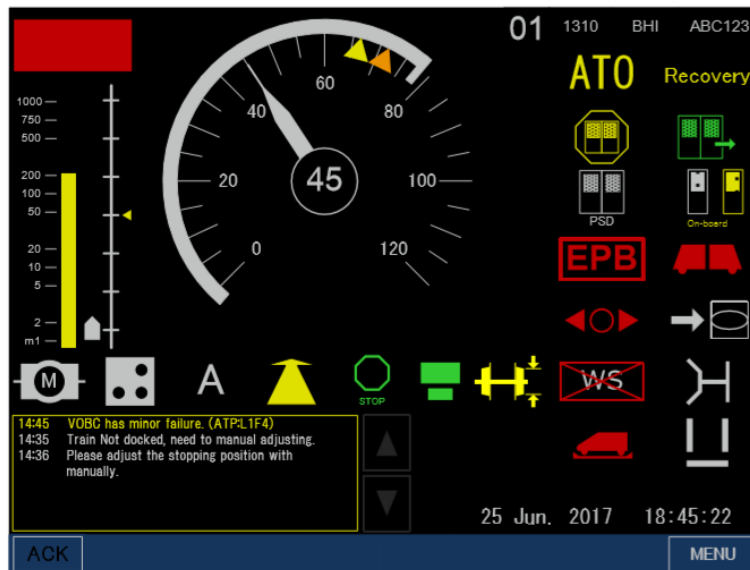 01 1310 BHI ABC123
ATO Recovery
1000
750
500
200
100
50
20
10
5
2
m1
0
20
40
60
80
100
120
45
PSD
On-board
EPB
M
A
STOP
WS
14:45 VOBC has minor failure. (ATP:L1F4)
14:35 Train Not docked, need to manual adjusting.
14:36 Please adjust the stopping position with
manually.
25 Jun. 2017 18:45:22
ACK
MENU